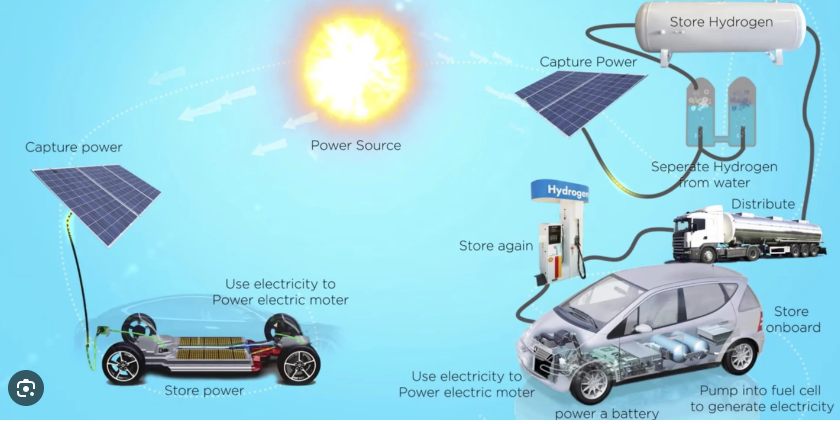 Store Hydrogen
Capture Power
Power Source
Capture power
Seperate Hydrogen
from water
Hydrogen
Distribute
Store again
Use electricity to
Power electric moter
Store
onboard
Store power
Use electricity to
Power electric moter
Pump into fuel cell
to generate electricity
power a battery